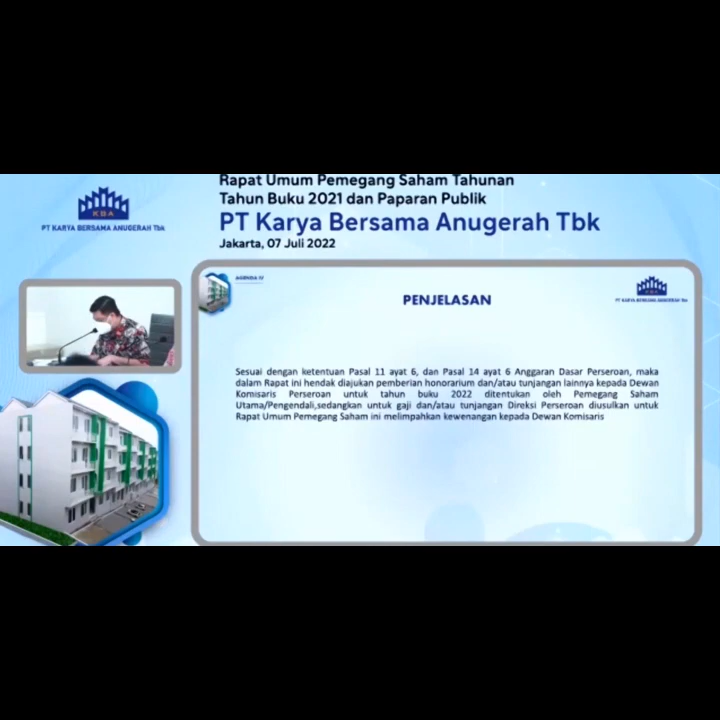 Rapat Umum Pemegang Saham Tahunan
Tahun Buku 2021 dan Paparan Publik
PT Karya Bersama Anugerah Tbk
Jakarta, 07 Juli 2022
KBA
PT KARYA BERSAMA ANUGERAH Tbk
AGENDA IV
PENJELASAN
KBA
PT KARYA BERSAMA ANUGERAH Tbk
Sesuai dengan ketentuan Pasal 11 ayat 6, dan Pasal 14 ayat 6 Anggaran Dasar Perseroan, maka
dalam Rapat ini hendak diajukan pemberian honorarium dan/atau tunjangan lainnya kepada Dewan
Komisaris Perseroan untuk tahun buku 2022 ditentukan oleh Pemegang Saham
Utama/Pengendali,sedangkan untuk gaji dan/atau tunjangan Direksi Perseroan diusulkan untuk
Rapat Umum Pemegang Saham ini melimpahkan kewenangan kepada Dewan Komisaris